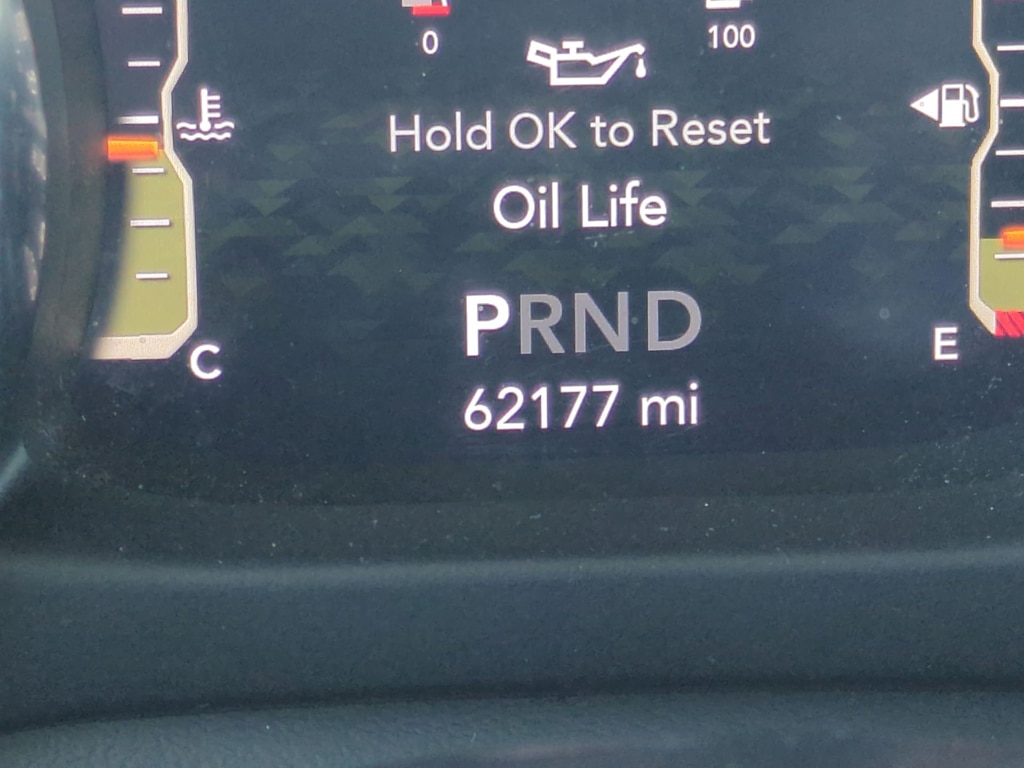 0
100
Hold OK to Reset
Oil Life
PRND
C
E
62177 mi